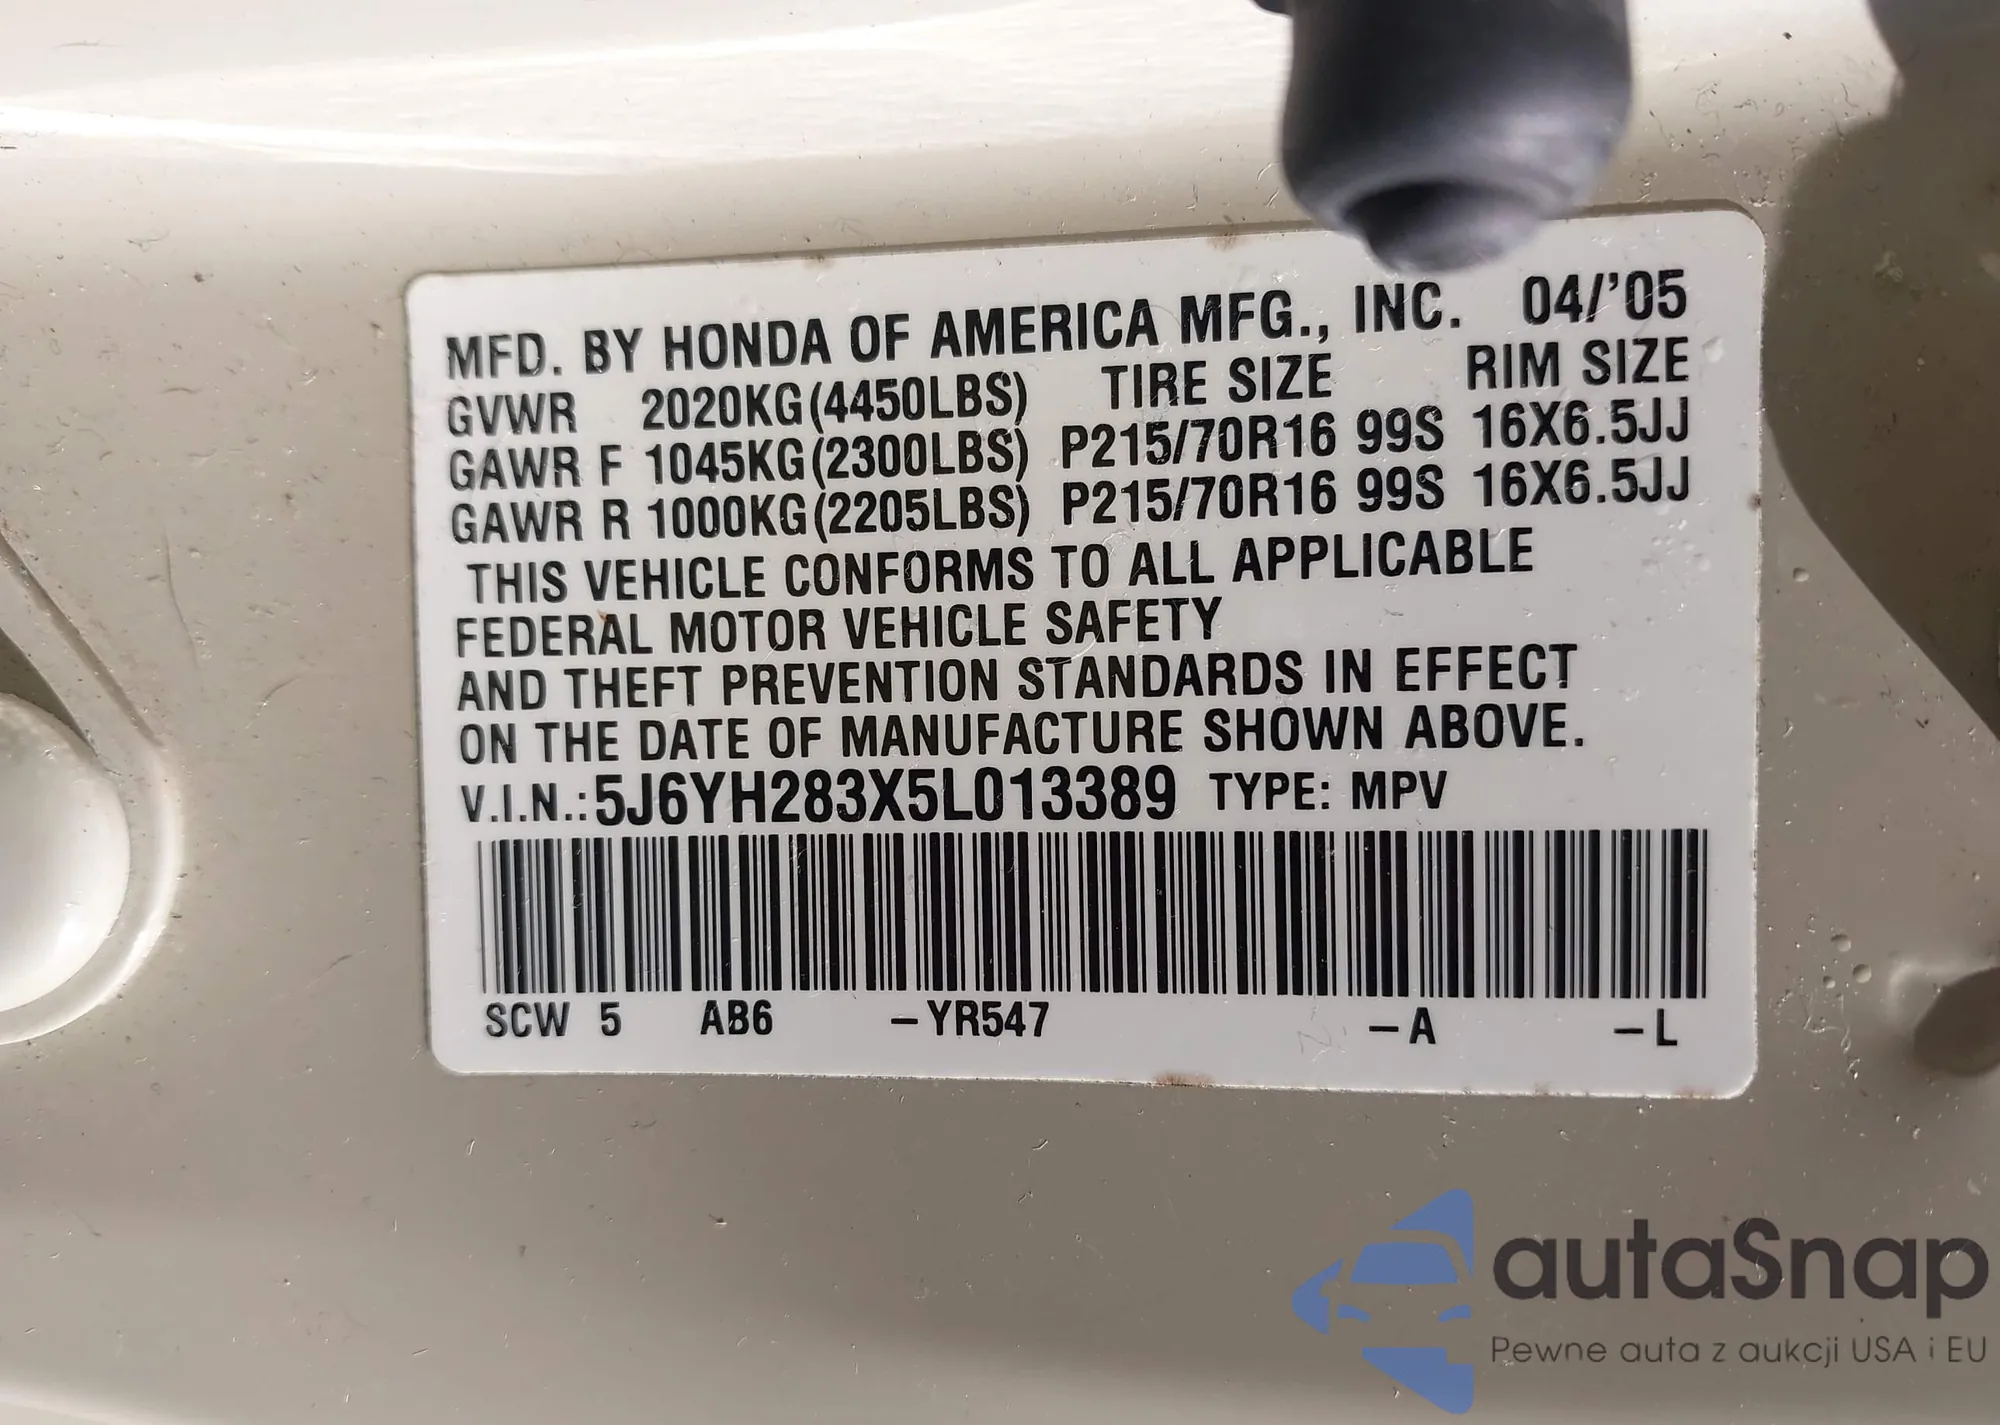 MFD. BY HONDA OF AMERICA MFG., INC. 04/'05
GVWR 2020KG(4450LBS) TIRE SIZE RIM SIZE
GAWR F 1045KG(2300LBS) P215/70R16 99S 16X6.5JJ
GAWR R 1000KG(2205LBS) P215/70R16 99S 16X6.5JJ
THIS VEHICLE CONFORMS TO ALL APPLICABLE
FEDERAL MOTOR VEHICLE SAFETY
AND THEFT PREVENTION STANDARDS IN EFFECT
ON THE DATE OF MANUFACTURE SHOWN ABOVE.
V.I.N.:5J6YH283X5L013389 TYPE: MPV
SCW 5 AB6 –YR547 –A –L
autaSnap
Pewne auta z aukcji USA i EU